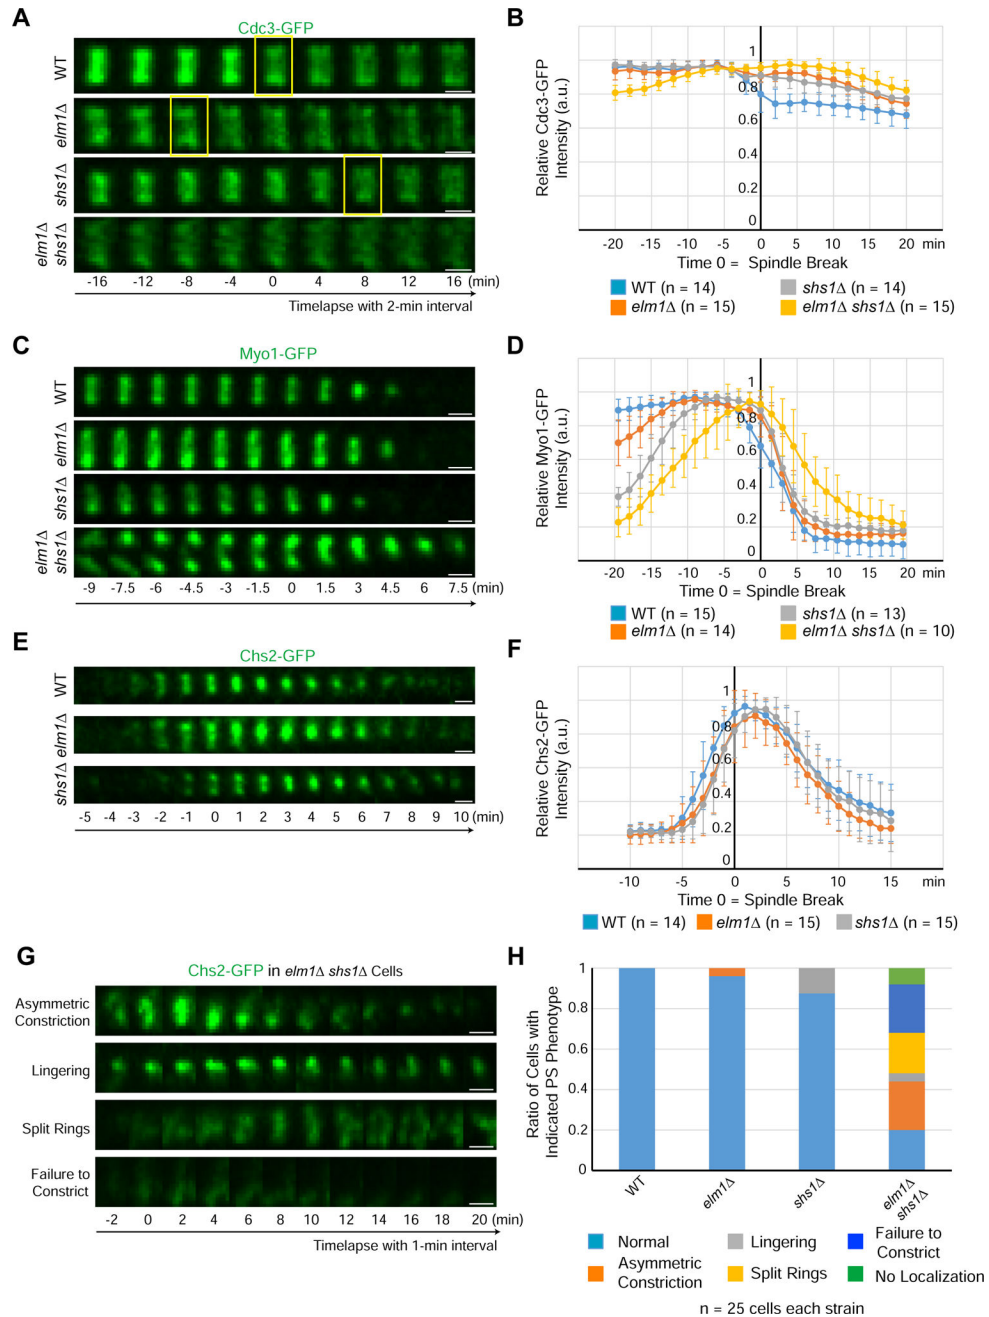 A
Cdc3-GFP
WT
elm1Δ
shs1Δ
elm1Δ
shs1Δ
-16 -12 -8 -4 0 4 8 12 16 (min)
Timelapse with 2-min interval
B
Relative Cdc3-GFP
Intensity (a.u.)
1
0.8
0.6
0.4
0.2
0
-20 -15 -10 -5 0 5 10 15 20 min
Time 0 = Spindle Break
WT (n = 14)
shs1Δ (n = 14)
elm1Δ (n = 15)
elm1Δ shs1Δ (n = 15)
C
Myo1-GFP
WT
elm1Δ
shs1Δ
elm1Δ
shs1Δ
-9 -7.5 -6 -4.5 -3 -1.5 0 1.5 3 4.5 6 7.5 (min)
D
Relative Myo1-GFP
Intensity (a.u.)
1
0.8
0.6
0.4
0.2
0
-20 -15 -10 -5 0 5 10 15 20 min
Time 0 = Spindle Break
WT (n = 15)
shs1Δ (n = 13)
elm1Δ (n = 14)
elm1Δ shs1Δ (n = 10)
E
Chs2-GFP
WT
elm1Δ
shs1Δ
-5 -4 -3 -2 -1 0 1 2 3 4 5 6 7 8 9 10 (min)
F
Relative Chs2-GFP
Intensity (a.u.)
1
0.8
0.6
0.4
0.2
0
-10 -5 0 5 10 15 min
Time 0 = Spindle Break
WT (n = 14) elm1Δ (n = 15) shs1Δ (n = 15)
G
Chs2-GFP in elm1Δ shs1Δ Cells
Asymmetric
Constriction
Lingering
Split Rings
Failure to
Constrict
-2 0 2 4 6 8 10 12 14 16 18 20 (min)
Timelapse with 1-min interval
H
Ratio of Cells with
Indicated PS Phenotype
1
0.8
0.6
0.4
0.2
0
WT
elm1Δ
shs1Δ
elm1Δ
shs1Δ
Normal
Lingering
Failure to
Constrict
Asymmetric
Constriction
Split Rings
No Localization
n = 25 cells each strain